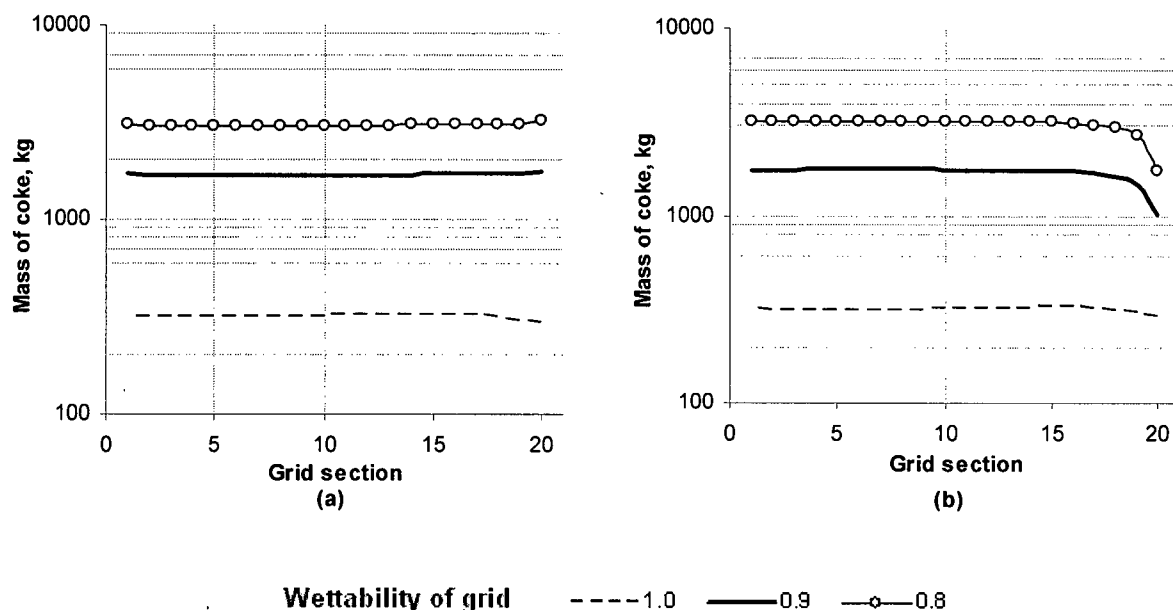 10000
1000
100
Mass of coke, kg
0 5 10 15 20
Grid section
(a)
10000
1000
100
Mass of coke, kg
0 5 10 15 20
Grid section
(b)
Wettability of grid 1.0 0.9 0.8